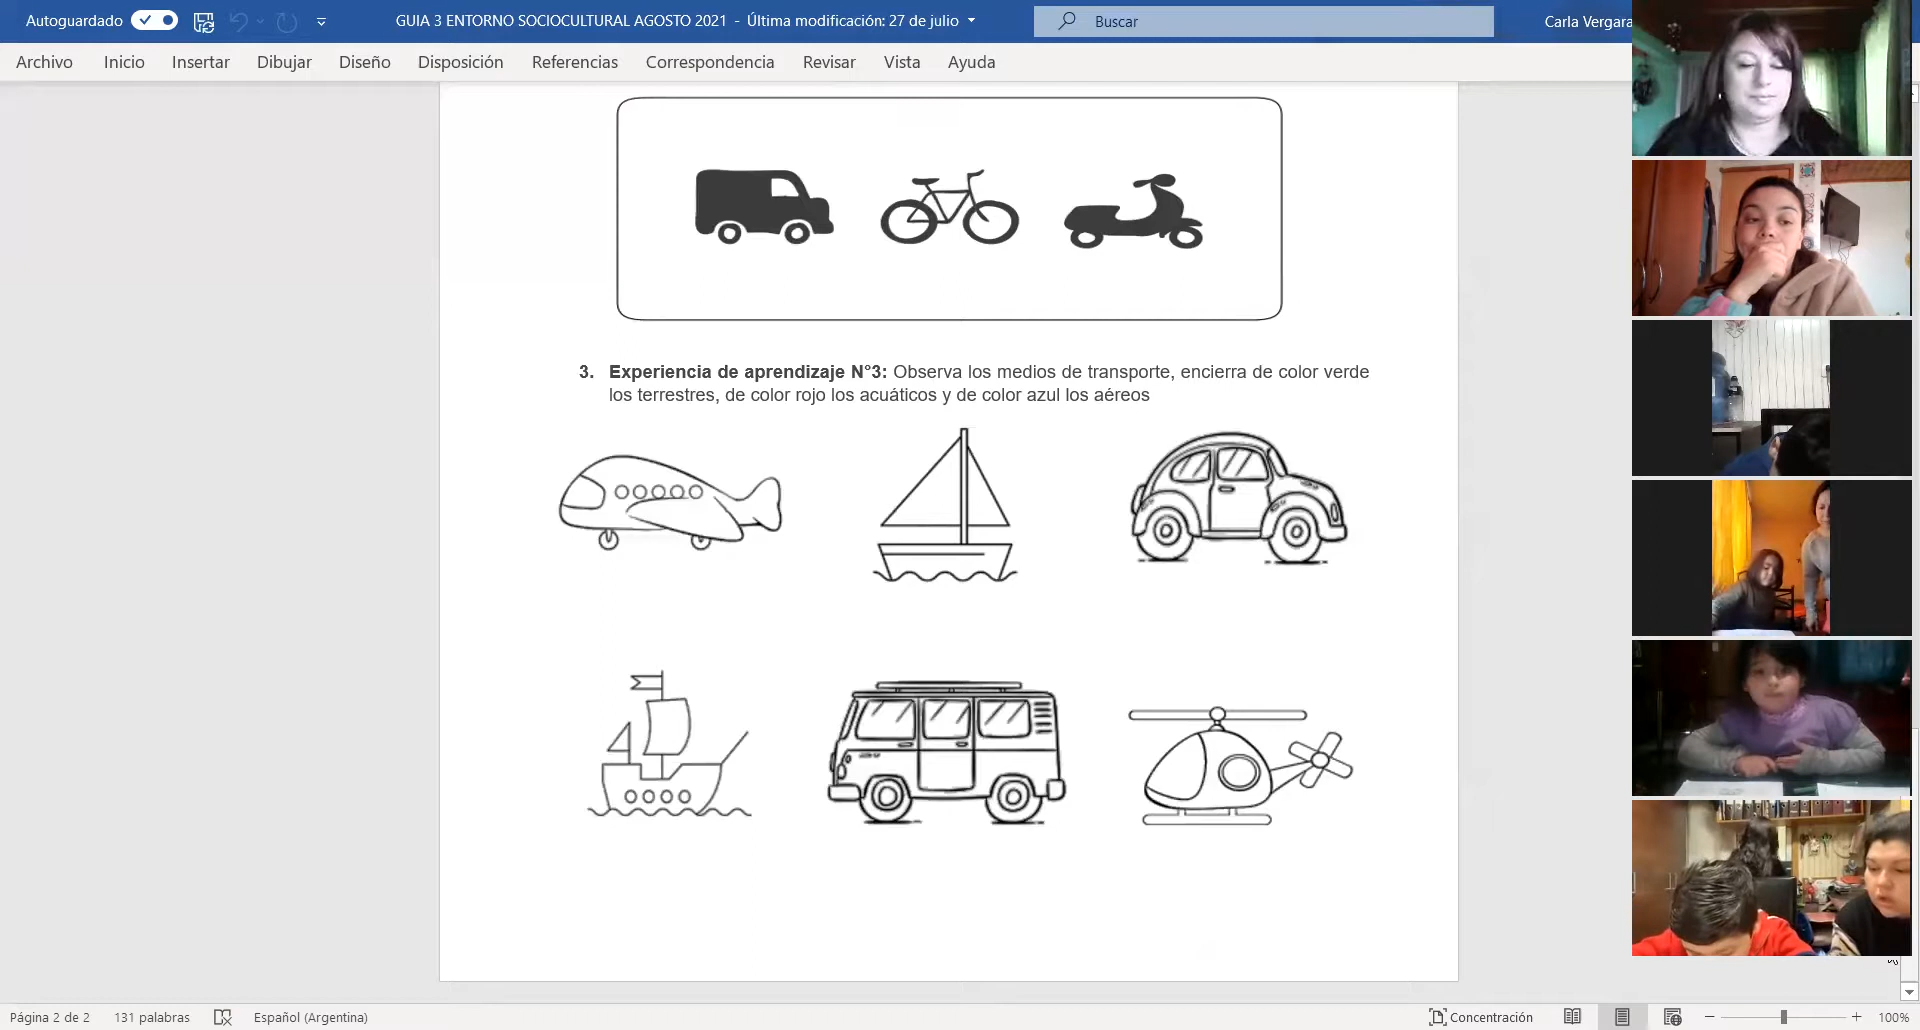 Autoguardado
GUIA 3 ENTORNO SOCIOCULTURAL AGOSTO 2021 - Última modificación: 27 de julio
Buscar
Carla Vergara
Archivo Inicio Insertar Dibujar Diseño Disposición Referencias Correspondencia Revisar Vista Ayuda
3. Experiencia de aprendizaje N°3: Observa los medios de transporte, encierra de color verde
los terrestres, de color rojo los acuáticos y de color azul los aéreos
Página 2 de 2 131 palabras Español (Argentina) Concentración 100%